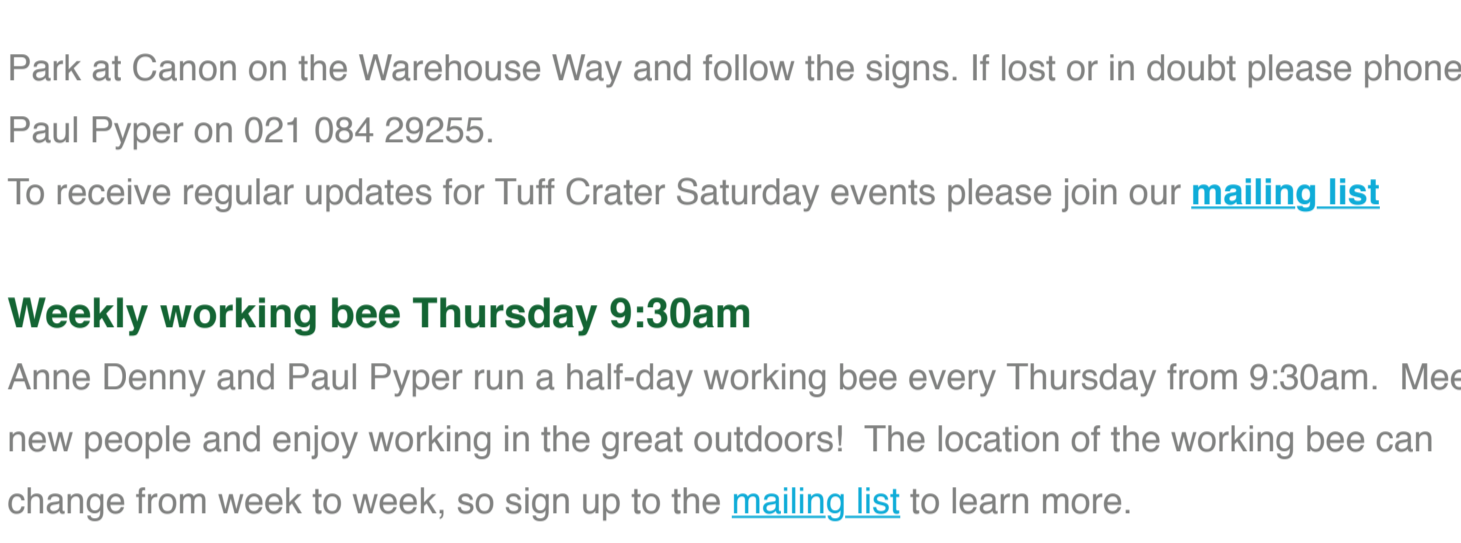 Park at Canon on the Warehouse Way and follow the signs. If lost or in doubt please phone
Paul Pyper on 021 084 29255.
To receive regular updates for Tuff Crater Saturday events please join our mailing list
Weekly working bee Thursday 9:30am
Anne Denny and Paul Pyper run a half-day working bee every Thursday from 9:30am.  Mee
new people and enjoy working in the great outdoors!  The location of the working bee can
change from week to week, so sign up to the mailing list to learn more.